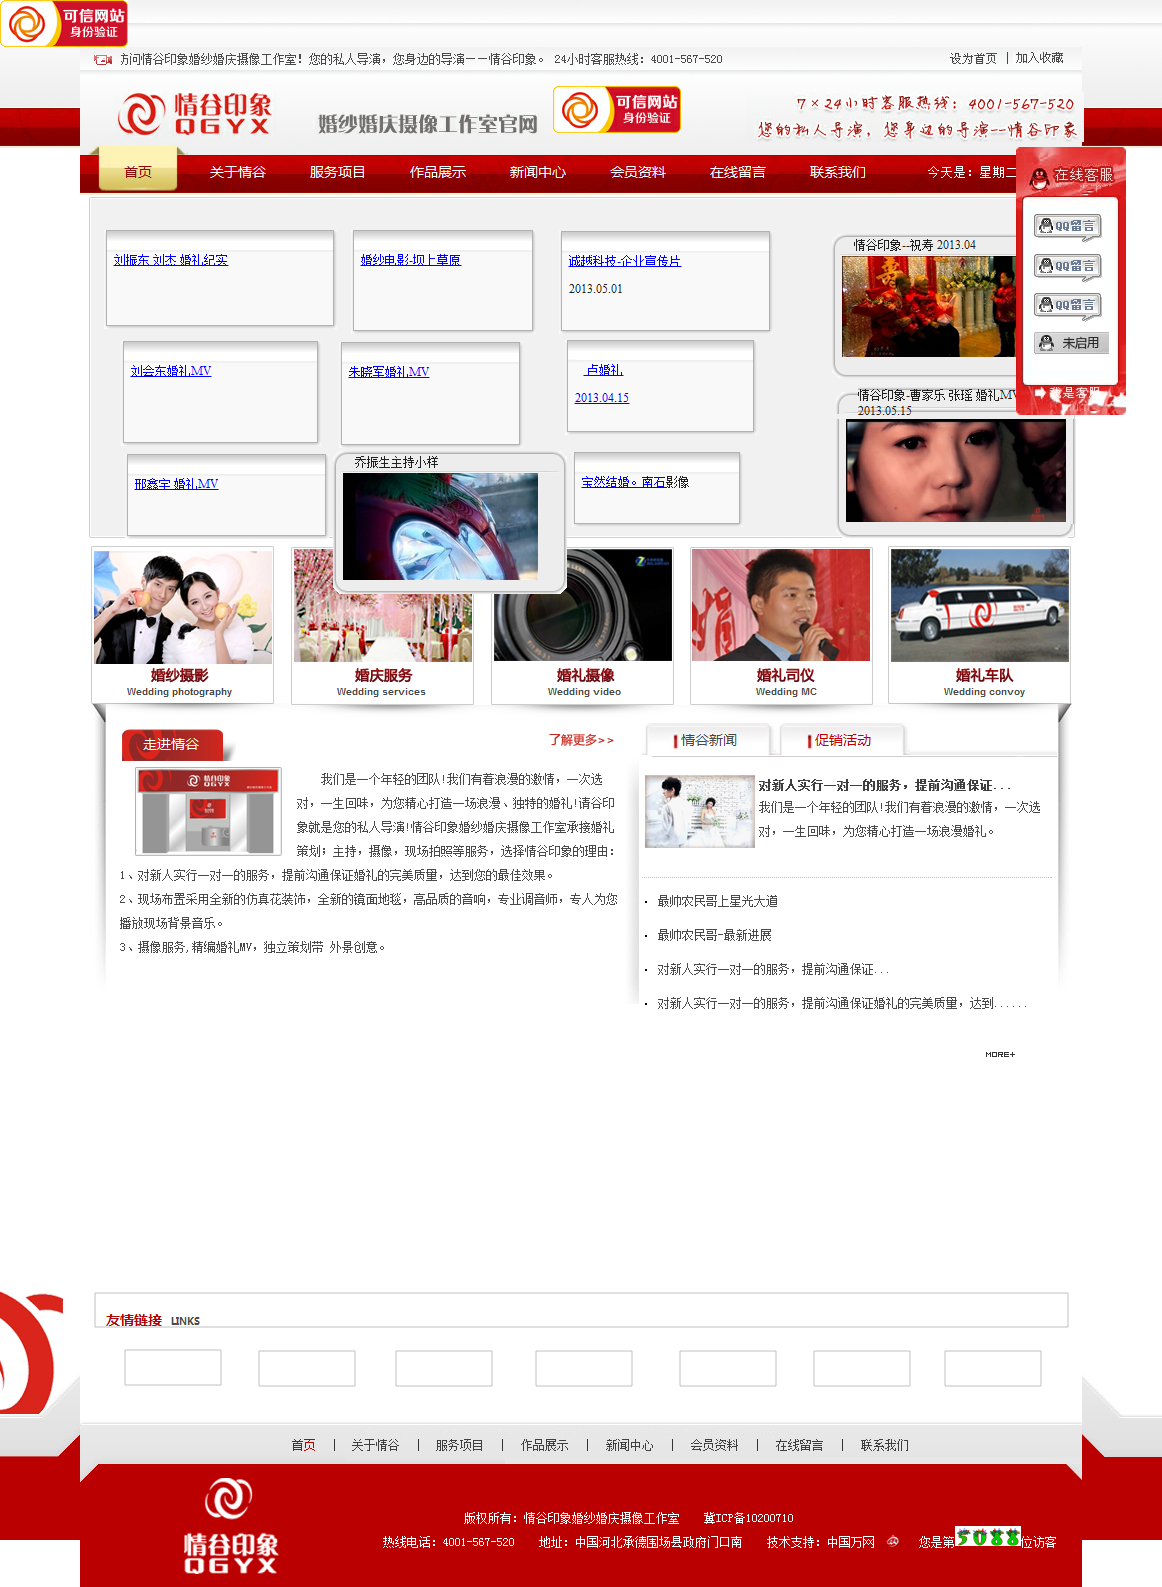 可信网站
身份验证
方问情谷印象婚纱婚庆摄像工作室！您的私人导演，您身边的导演——情谷印象。 24小时客服热线：4001-567-520
设为首页 | 加入收藏
情谷印象
QGYX
婚纱婚庆摄像工作室官网
可信网站
身份验证
7×24小时客服热线：4001-567-520
您的私人导演，您身边的导演--情谷印象
首页 关于情谷 服务项目 作品展示 新闻中心 会员资料 在线留言 联系我们 今天是：星期二
在线客服
QQ留言
QQ留言
QQ留言
未启用
我是客服
刘振东 刘杰 婚礼纪实
婚纱电影-坝上草原
诚越科技-企业宣传片
2013.05.01
情谷印象--祝寿 2013.04
刘会东婚礼MV
朱晓军婚礼MV
卢婚礼
2013.04.15
情谷印象-曹家乐 张瑶 婚礼MV
2013.05.15
邢鑫宇 婚礼MV
乔振生主持小样
宝然结婚。南石影像
婚纱摄影
Wedding photography
婚庆服务
Wedding services
婚礼摄像
Wedding video
婚礼司仪
Wedding MC
婚礼车队
Wedding convoy
走进情谷
了解更多>>
情谷新闻
促销活动
情谷印象
QGYX
我们是一个年轻的团队!我们有着浪漫的激情，一次选
对，一生回味，为您精心打造一场浪漫、独特的婚礼!请谷印
象就是您的私人导演!情谷印象婚纱婚庆摄像工作室承接婚礼
策划；主持，摄像，现场拍照等服务，选择情谷印象的理由：
1、对新人实行一对一的服务，提前沟通保证婚礼的完美质量，达到您的最佳效果。
2、现场布置采用全新的仿真花装饰，全新的镜面地毯，高品质的音响，专业调音师，专人为您
播放现场背景音乐。
3、摄像服务,精编婚礼MV，独立策划带 外景创意。
对新人实行一对一的服务，提前沟通保证...
我们是一个年轻的团队!我们有着浪漫的激情，一次选
对，一生回味，为您精心打造一场浪漫婚礼。
· 最帅农民哥上星光大道
· 最帅农民哥-最新进展
· 对新人实行一对一的服务，提前沟通保证...
· 对新人实行一对一的服务，提前沟通保证婚礼的完美质量，达到......
MORE+
友情链接 LINKS
首页 | 关于情谷 | 服务项目 | 作品展示 | 新闻中心 | 会员资料 | 在线留言 | 联系我们
情谷印象
QGYX
版权所有：情谷印象婚纱婚庆摄像工作室 冀ICP备10200710
热线电话：4001-567-520 地址：中国河北承德围场县政府门口南 技术支持：中国万网 您是第5088位访客